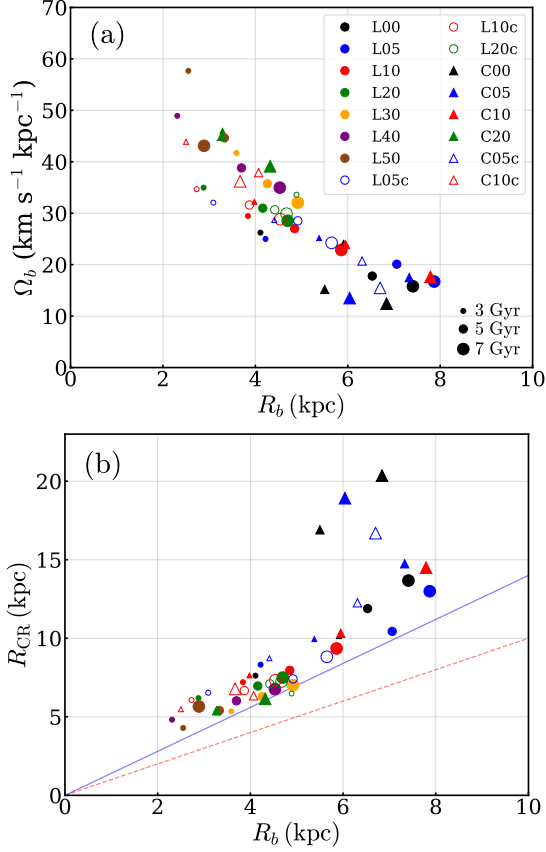 (a)
70
60
50
40
30
20
10
0
Ω_b (km s⁻¹ kpc⁻¹)
L00
L05
L10
L20
L30
L40
L50
L05c
L10c
L20c
C00
C05
C10
C20
C05c
C10c
3 Gyr
5 Gyr
7 Gyr
0 2 4 6 8 10
R_b (kpc)
(b)
20
15
10
5
0
R_CR (kpc)
0 2 4 6 8 10
R_b (kpc)